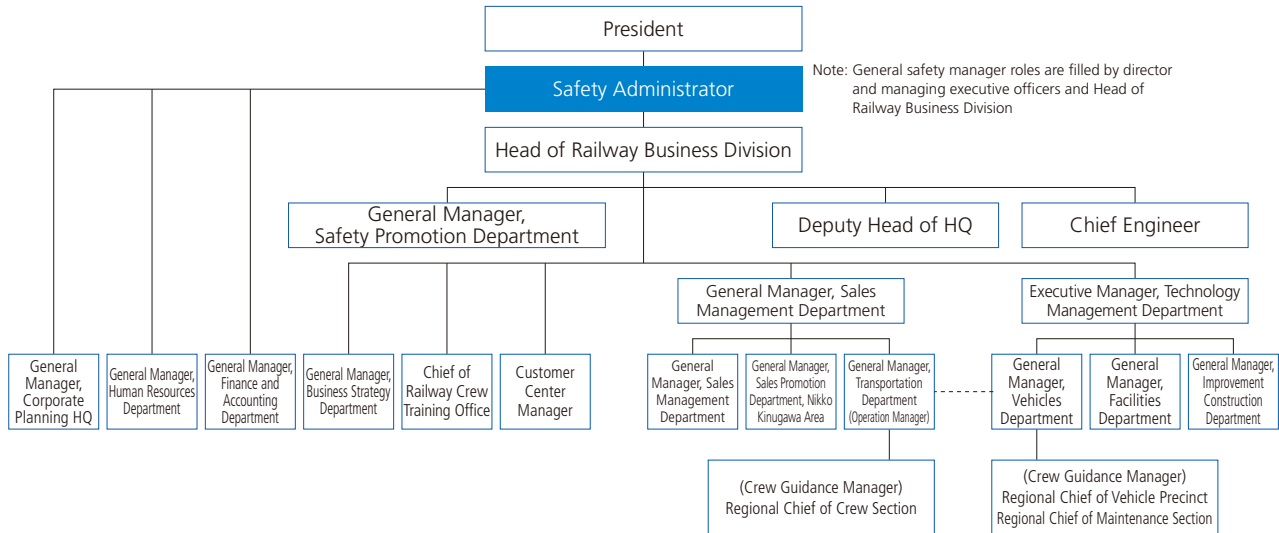 President
Safety Administrator
Note: General safety manager roles are filled by director
and managing executive officers and Head of
Railway Business Division
Head of Railway Business Division
General Manager,
Safety Promotion Department
Deputy Head of HQ
Chief Engineer
General Manager, Sales
Management Department
Executive Manager, Technology
Management Department
General
Manager,
Corporate
Planning HQ
General Manager,
Human Resources
Department
General Manager,
Finance and
Accounting
Department
General Manager,
Business Strategy
Department
Chief of
Railway Crew
Training Office
Customer
Center
Manager
General
Manager, Sales
Management
Department
General Manager,
Sales Promotion
Department, Nikko
Kinugawa Area
General Manager,
Transportation
Department
(Operation Manager)
General
Manager,
Vehicles
Department
General
Manager,
Facilities
Department
General Manager,
Improvement
Construction
Department
(Crew Guidance Manager)
Regional Chief of Crew Section
(Crew Guidance Manager)
Regional Chief of Vehicle Precinct
Regional Chief of Maintenance Section